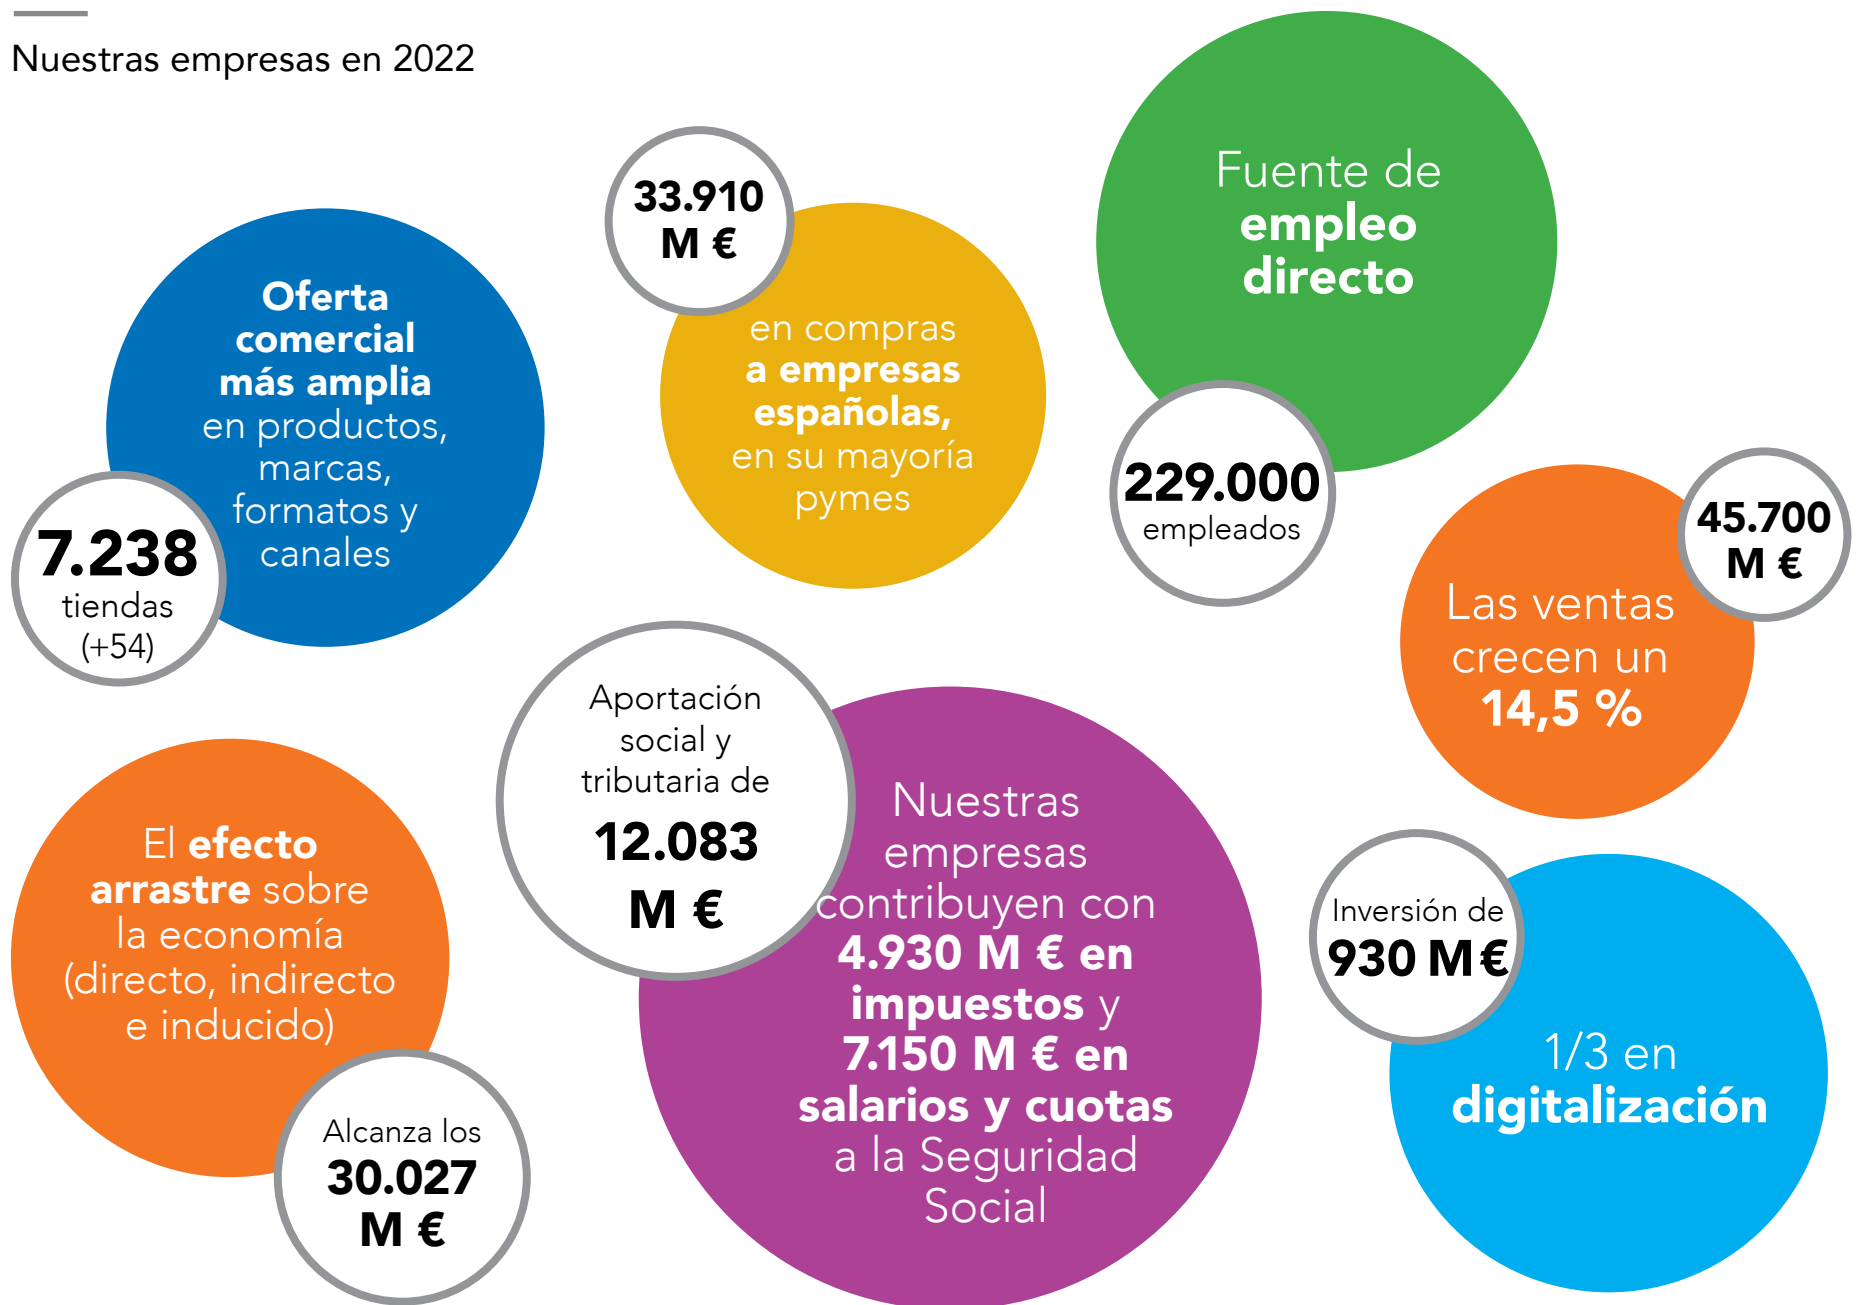 Nuestras empresas en 2022
Oferta
comercial
más amplia
en productos,
marcas,
formatos y
canales
7.238
tiendas
(+54)
33.910
M €
en compras
a empresas
españolas,
en su mayoría
pymes
Fuente de
empleo
directo
229.000
empleados
45.700
M €
Las ventas
crecen un
14,5 %
El efecto
arrastre sobre
la economía
(directo, indirecto
e inducido)
Alcanza los
30.027
M €
Aportación
social y
tributaria de
12.083
M €
Nuestras
empresas
contribuyen con
4.930 M € en
impuestos y
7.150 M € en
salarios y cuotas
a la Seguridad
Social
Inversión de
930 M€
1/3 en
digitalización